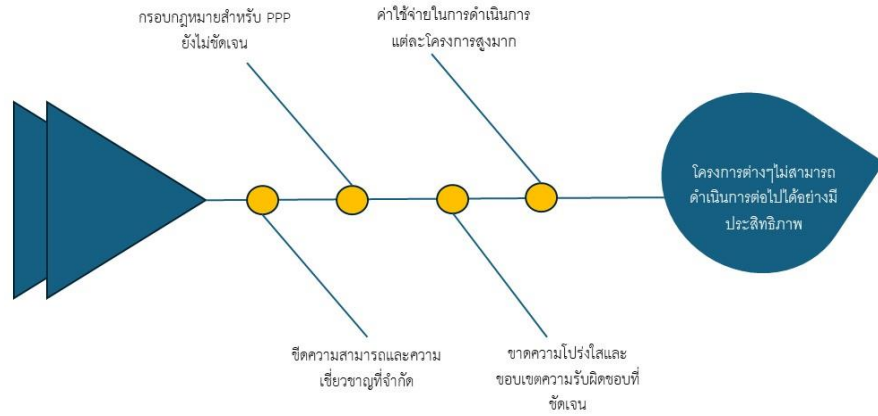 กรอบกฎหมายสำหรับ PPP
ยังไม่ชัดเจน
ค่าใช้จ่ายในการดำเนินการ
แต่ละโครงการสูงมาก
โครงการต่างๆไม่สามารถ
ดำเนินการต่อไปได้อย่างมี
ประสิทธิภาพ
ขีดความสามารถและความ
เชี่ยวชาญที่จำกัด
ขาดความโปร่งใสและ
ขอบเขตความรับผิดชอบที่
ชัดเจน